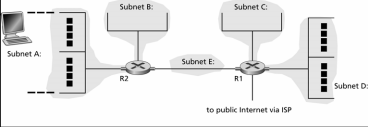 Subnet B:
Subnet C:
Subnet A:
Subnet E:
R2
R1
Subnet D:
to public Internet via ISP